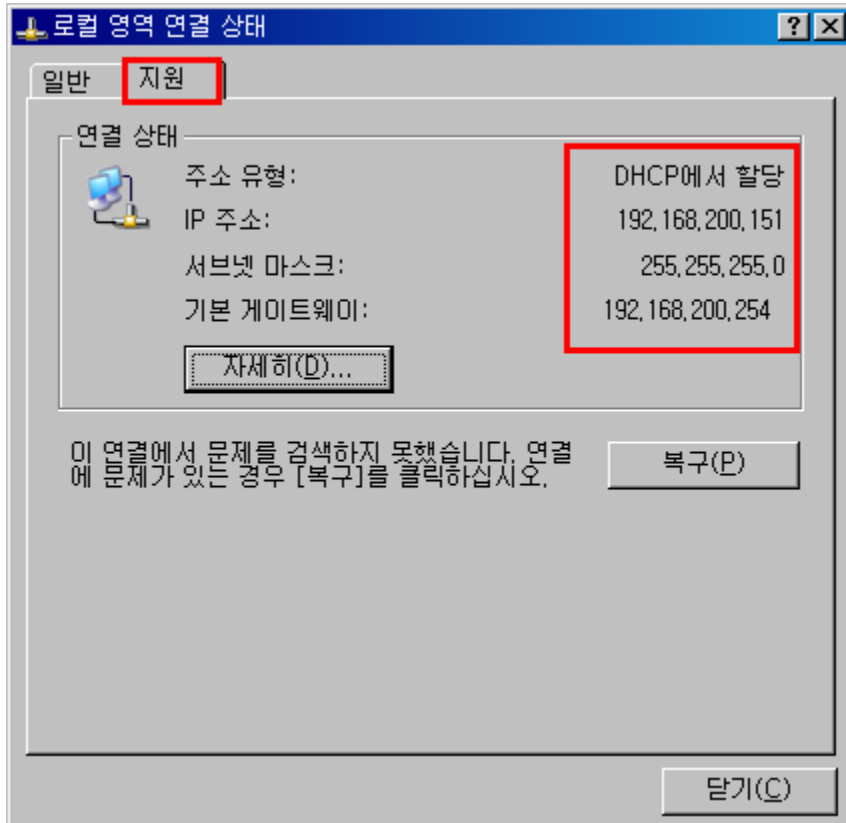 로컬 영역 연결 상태
일반 지원
연결 상태
주소 유형: DHCP에서 할당
IP 주소: 192,168,200,151
서브넷 마스크: 255,255,255,0
기본 게이트웨이: 192,168,200,254
자세히(D)...
이 연결에서 문제를 검색하지 못했습니다. 연결
에 문제가 있는 경우 [복구]를 클릭하십시오.
복구(P)
닫기(C)